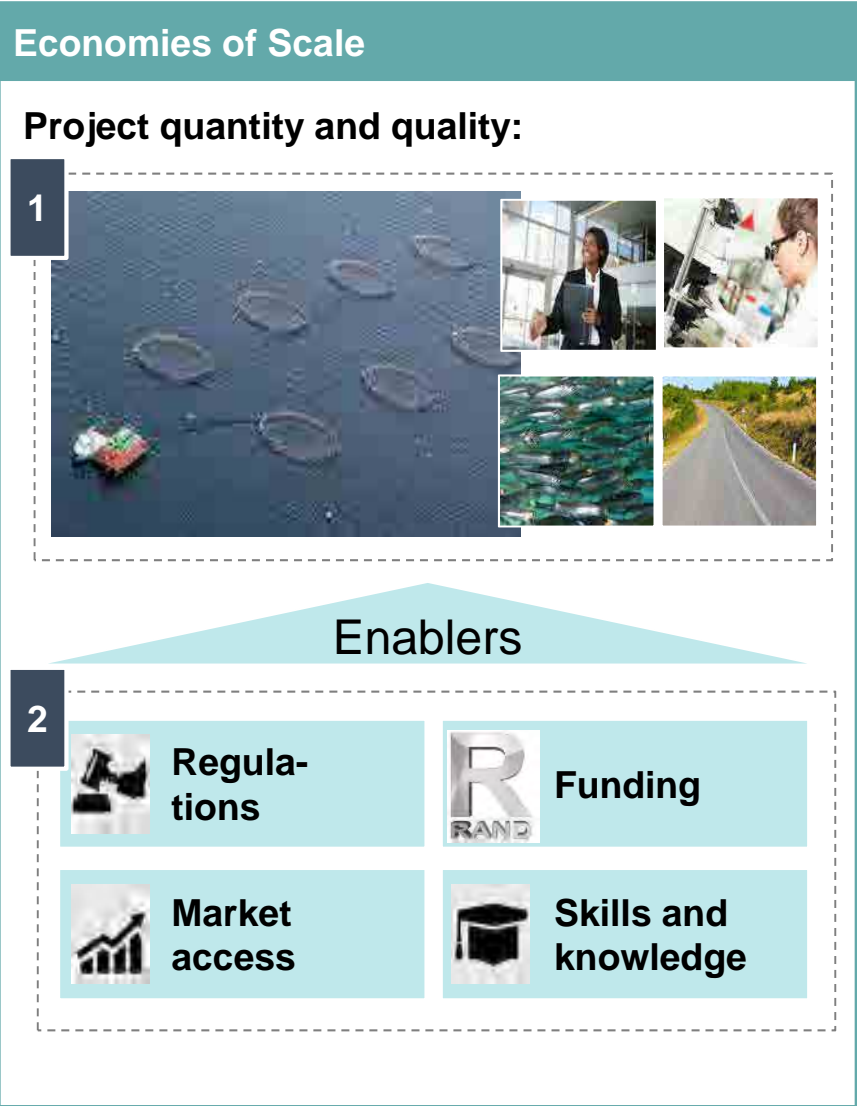 Economies of Scale
Project quantity and quality:
1
Enablers
2
Regula-
tions
R
RAND
Funding
Market
access
Skills and
knowledge